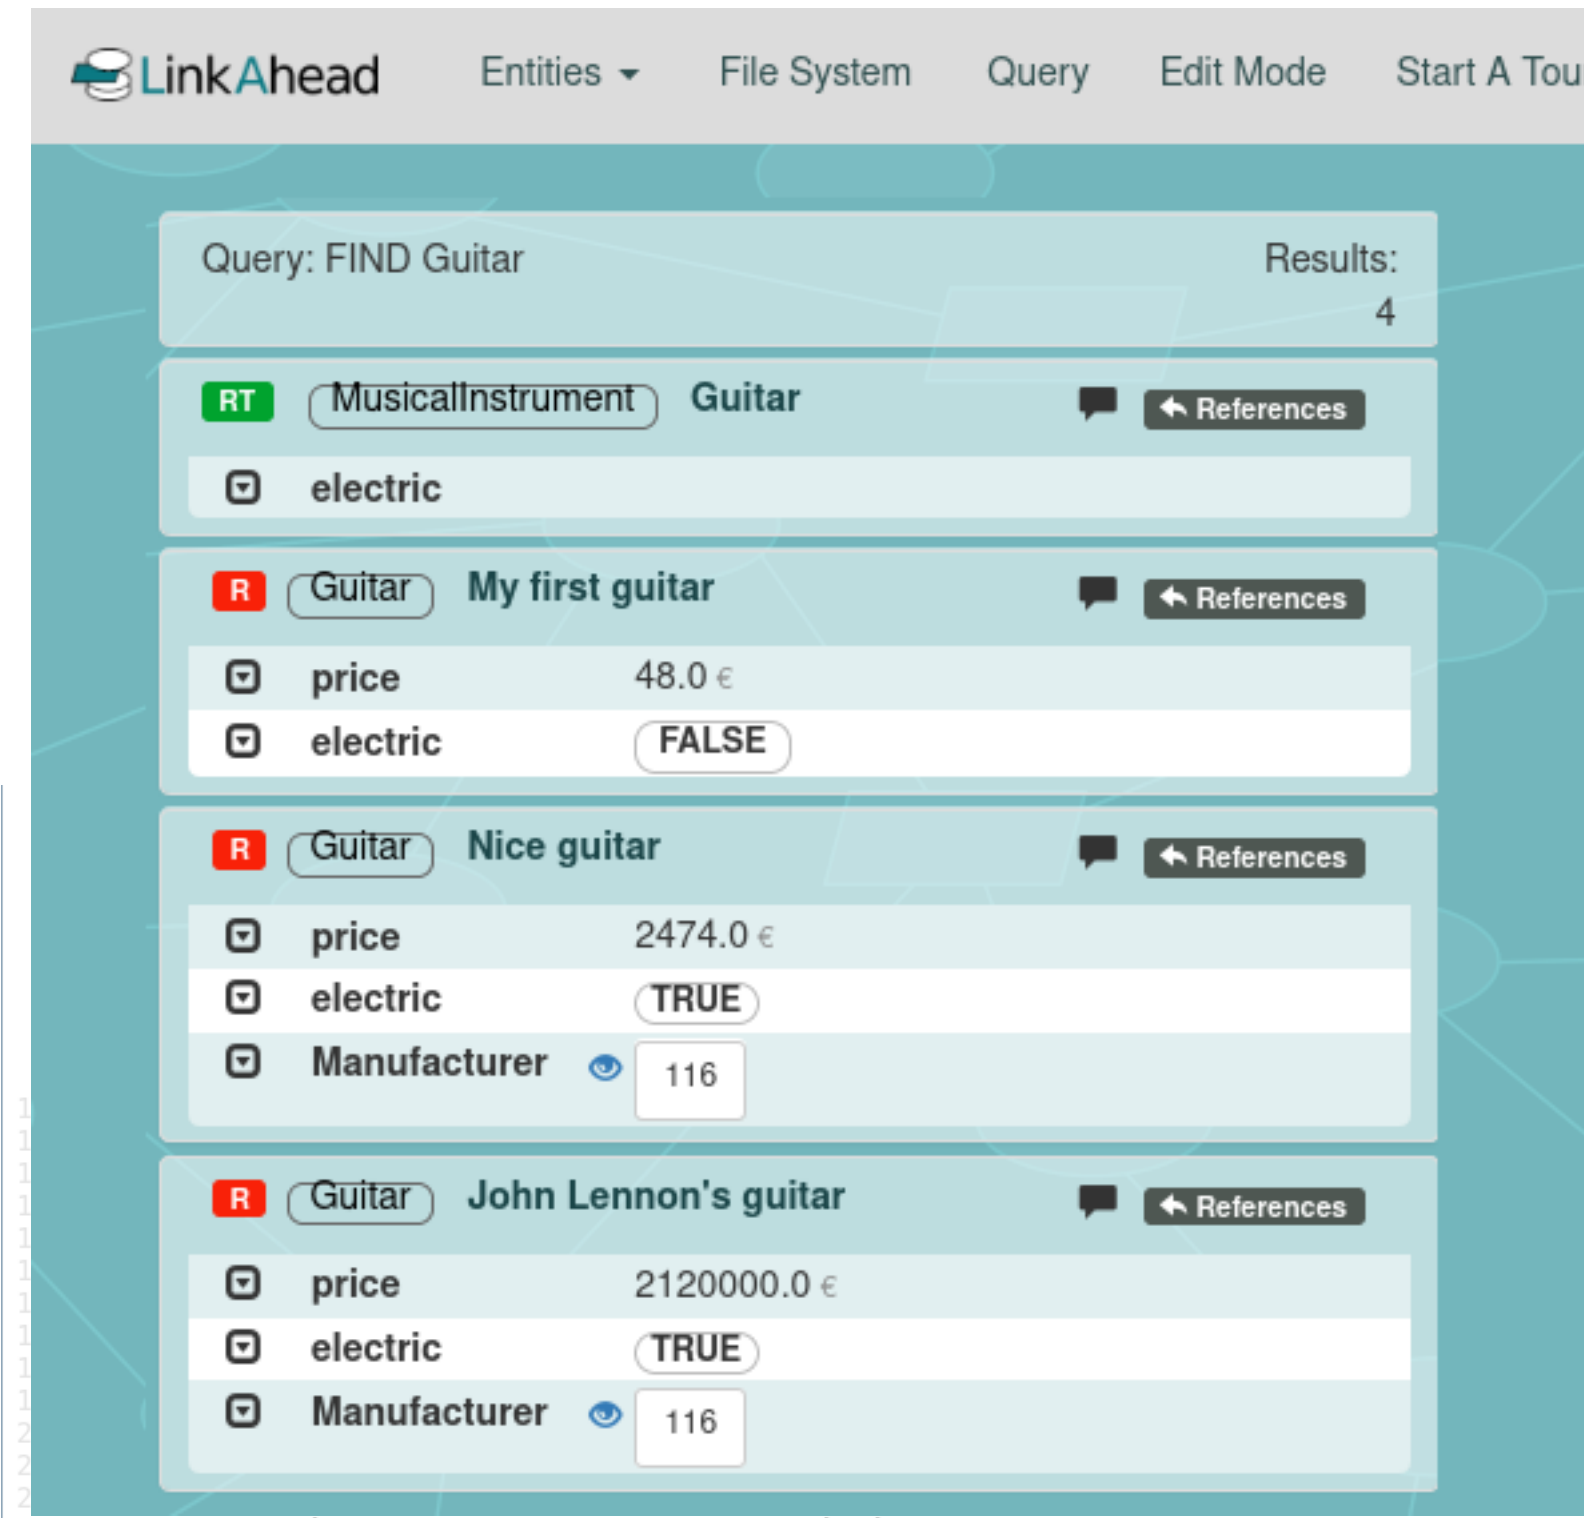 LinkAhead Entities File System Query Edit Mode Start A Tour
Query: FIND Guitar Results:
4
RT MusicalInstrument Guitar References
electric
R Guitar My first guitar References
price 48.0 €
electric FALSE
R Guitar Nice guitar References
price 2474.0 €
electric TRUE
Manufacturer 116
R Guitar John Lennon's guitar References
price 2120000.0 €
electric TRUE
Manufacturer 116